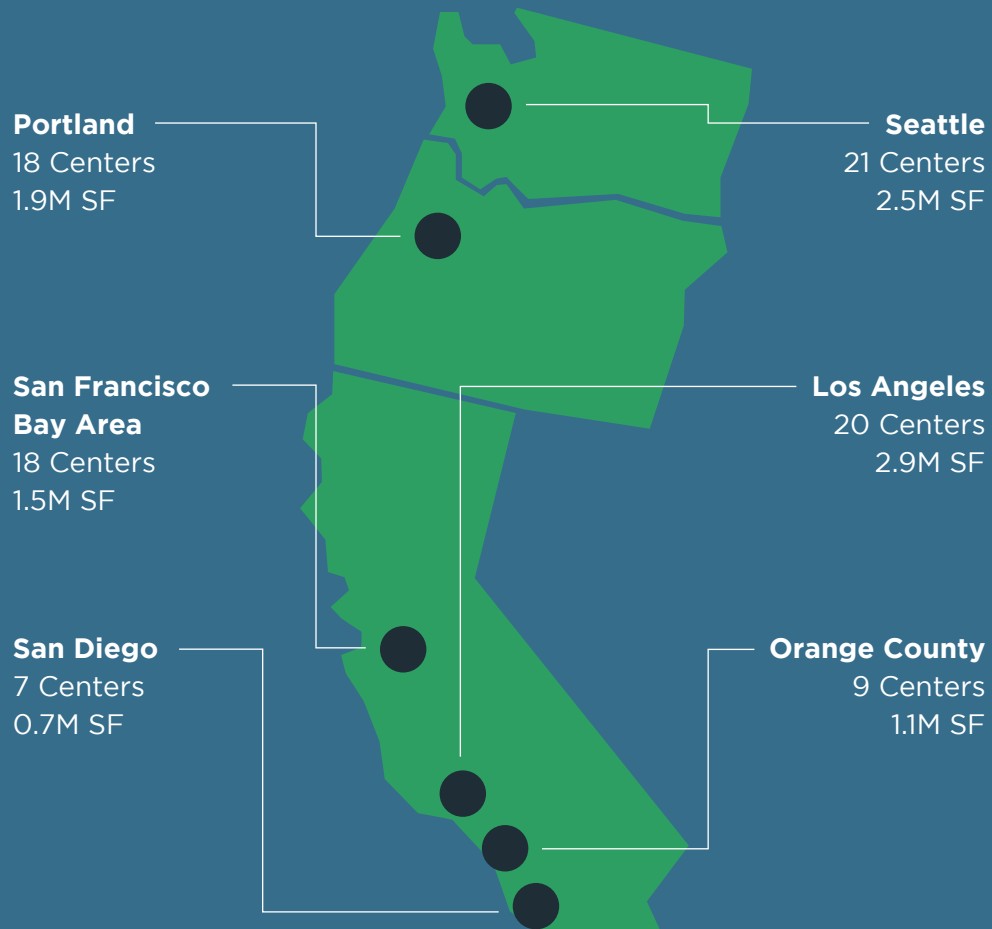 Portland
18 Centers
1.9M SF
Seattle
21 Centers
2.5M SF
San Francisco
Bay Area
18 Centers
1.5M SF
Los Angeles
20 Centers
2.9M SF
San Diego
7 Centers
0.7M SF
Orange County
9 Centers
1.1M SF